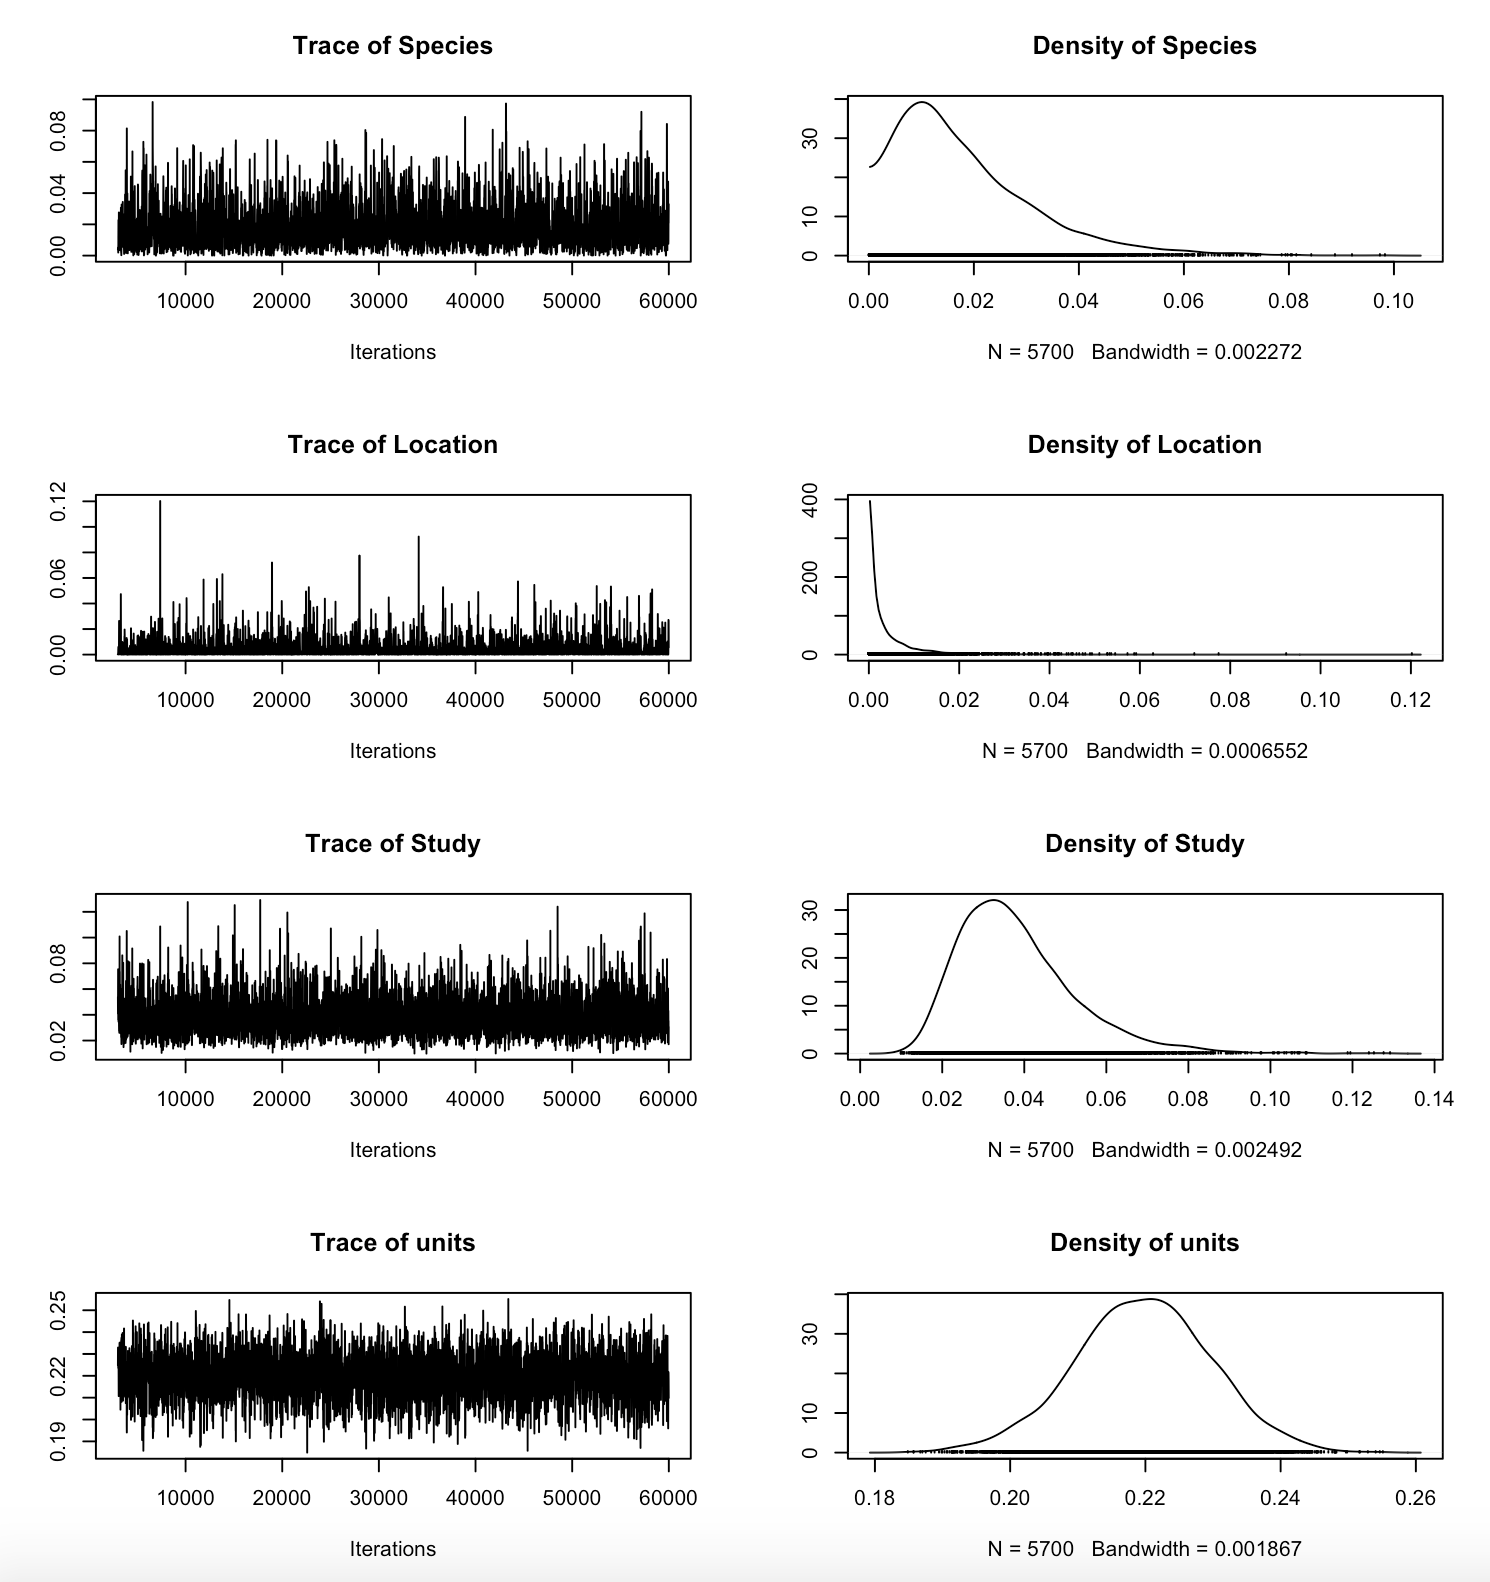 Trace of Species
0.00 0.04 0.08
10000 20000 30000 40000 50000 60000
Iterations
Density of Species
0 10 30
0.00 0.02 0.04 0.06 0.08 0.10
N = 5700 Bandwidth = 0.002272
Trace of Location
0.00 0.06 0.12
10000 20000 30000 40000 50000 60000
Iterations
Density of Location
0 200 400
0.00 0.02 0.04 0.06 0.08 0.10 0.12
N = 5700 Bandwidth = 0.0006552
Trace of Study
0.02 0.08
10000 20000 30000 40000 50000 60000
Iterations
Density of Study
0 10 20 30
0.00 0.02 0.04 0.06 0.08 0.10 0.12 0.14
N = 5700 Bandwidth = 0.002492
Trace of units
0.19 0.22 0.25
10000 20000 30000 40000 50000 60000
Iterations
Density of units
0 10 30
0.18 0.20 0.22 0.24 0.26
N = 5700 Bandwidth = 0.001867